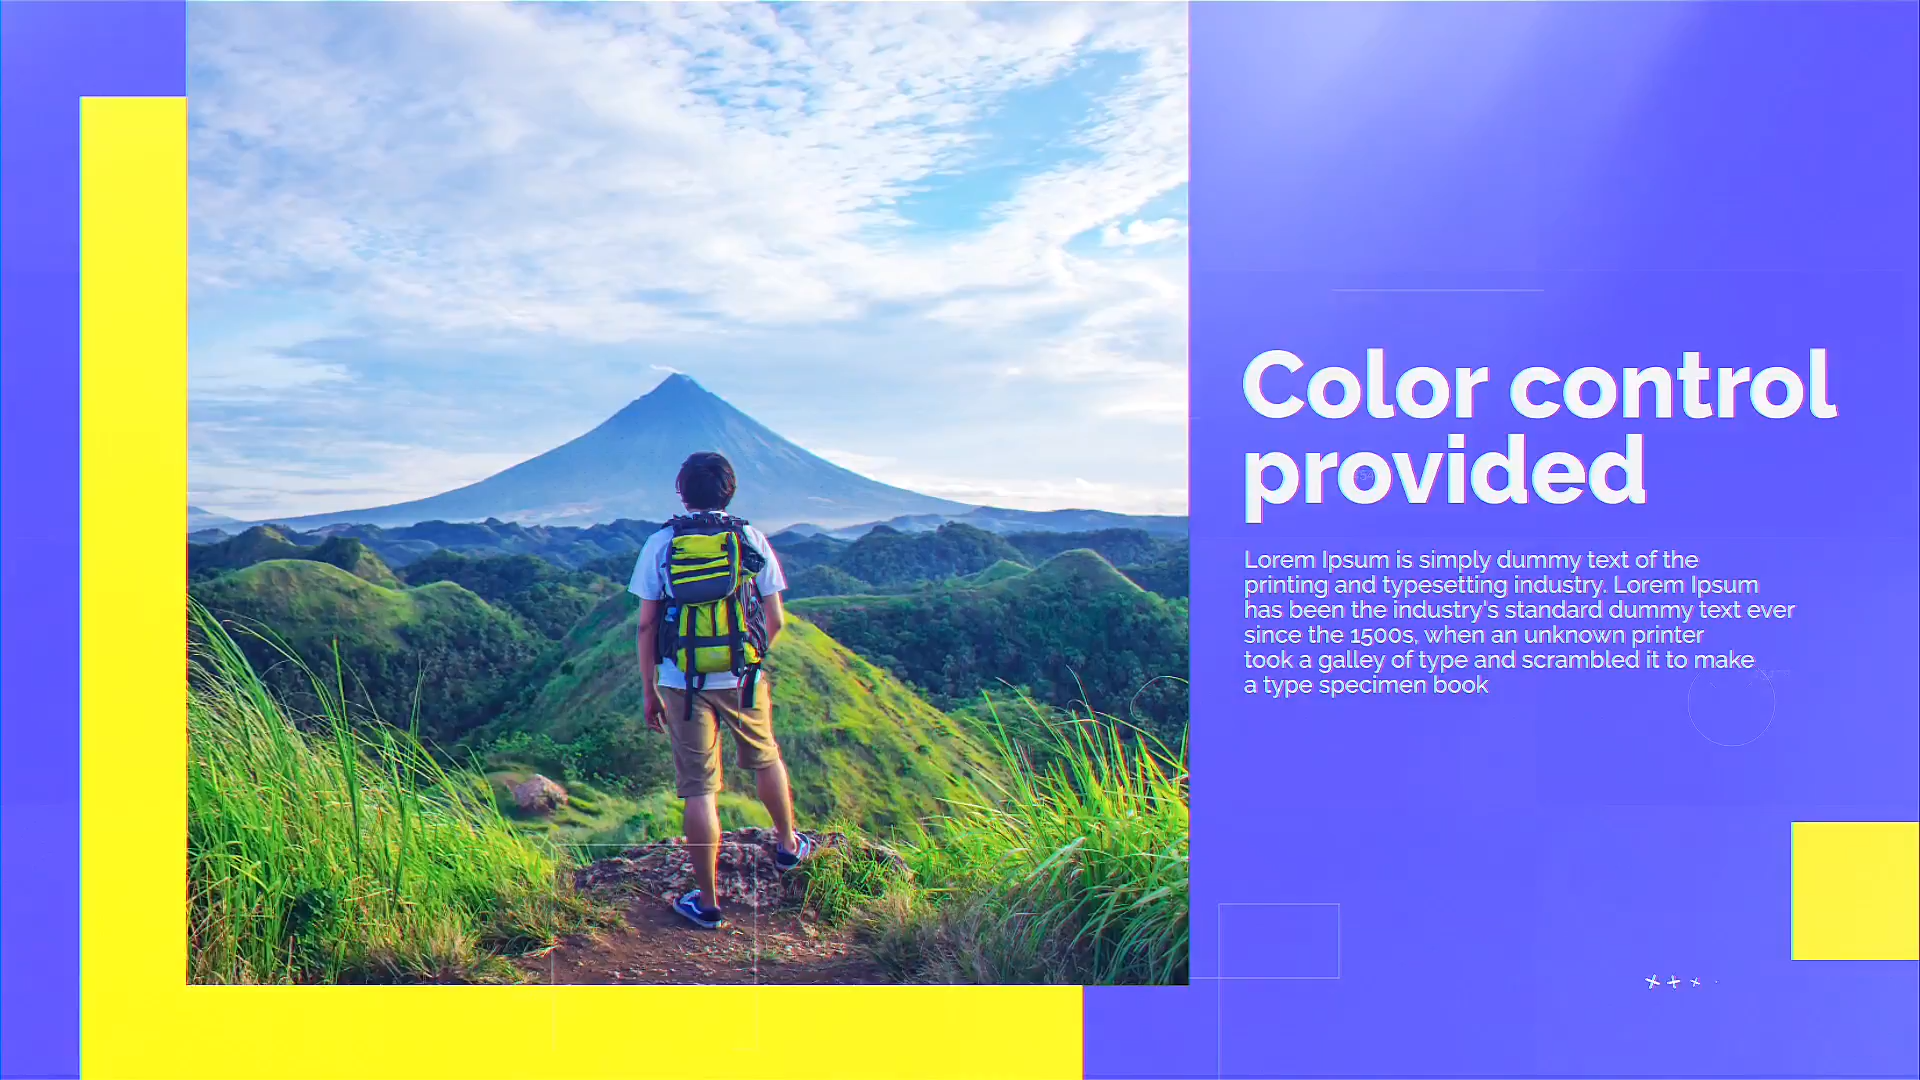 Color control
provided
Lorem Ipsum is simply dummy text of the
printing and typesetting industry. Lorem Ipsum
has been the industry's standard dummy text ever
since the 1500s, when an unknown printer
took a galley of type and scrambled it to make
a type specimen book